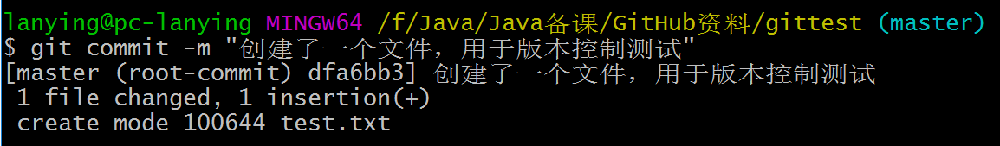 lanying@pc-lanying MINGW64 /f/Java/Java备课/GitHub资料/gittest (master)
$ git commit -m "创建了一个文件，用于版本控制测试"
[master (root-commit) dfa6bb3] 创建了一个文件，用于版本控制测试
 1 file changed, 1 insertion(+)
 create mode 100644 test.txt